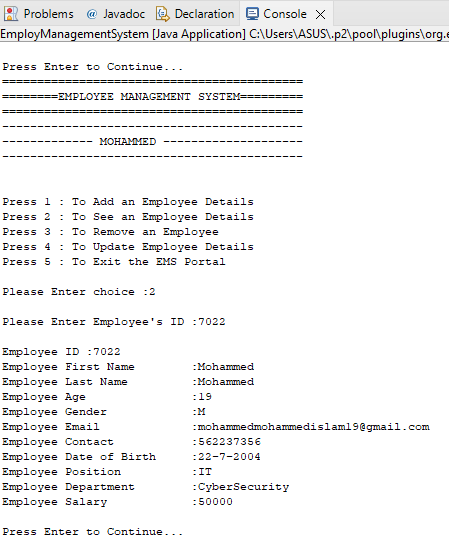 Problems @ Javadoc Declaration Console
EmployManagementSystem [Java Application] C:\Users\ASUS\.p2\pool\plugins\org.e
Press Enter to Continue...
===========================================
========EMPLOYEE MANAGEMENT SYSTEM=========
===========================================
-------------------------------------------
------------- MOHAMMED --------------------
-------------------------------------------
Press 1 : To Add an Employee Details
Press 2 : To See an Employee Details
Press 3 : To Remove an Employee
Press 4 : To Update Employee Details
Press 5 : To Exit the EMS Portal
Please Enter choice :2
Please Enter Employee's ID :7022
Employee ID :7022
Employee First Name :Mohammed
Employee Last Name :Mohammed
Employee Age :19
Employee Gender :M
Employee Email :mohammedmohammedislam19@gmail.com
Employee Contact :562237356
Employee Date of Birth :22-7-2004
Employee Position :IT
Employee Department :CyberSecurity
Employee Salary :50000
Press Enter to Continue...